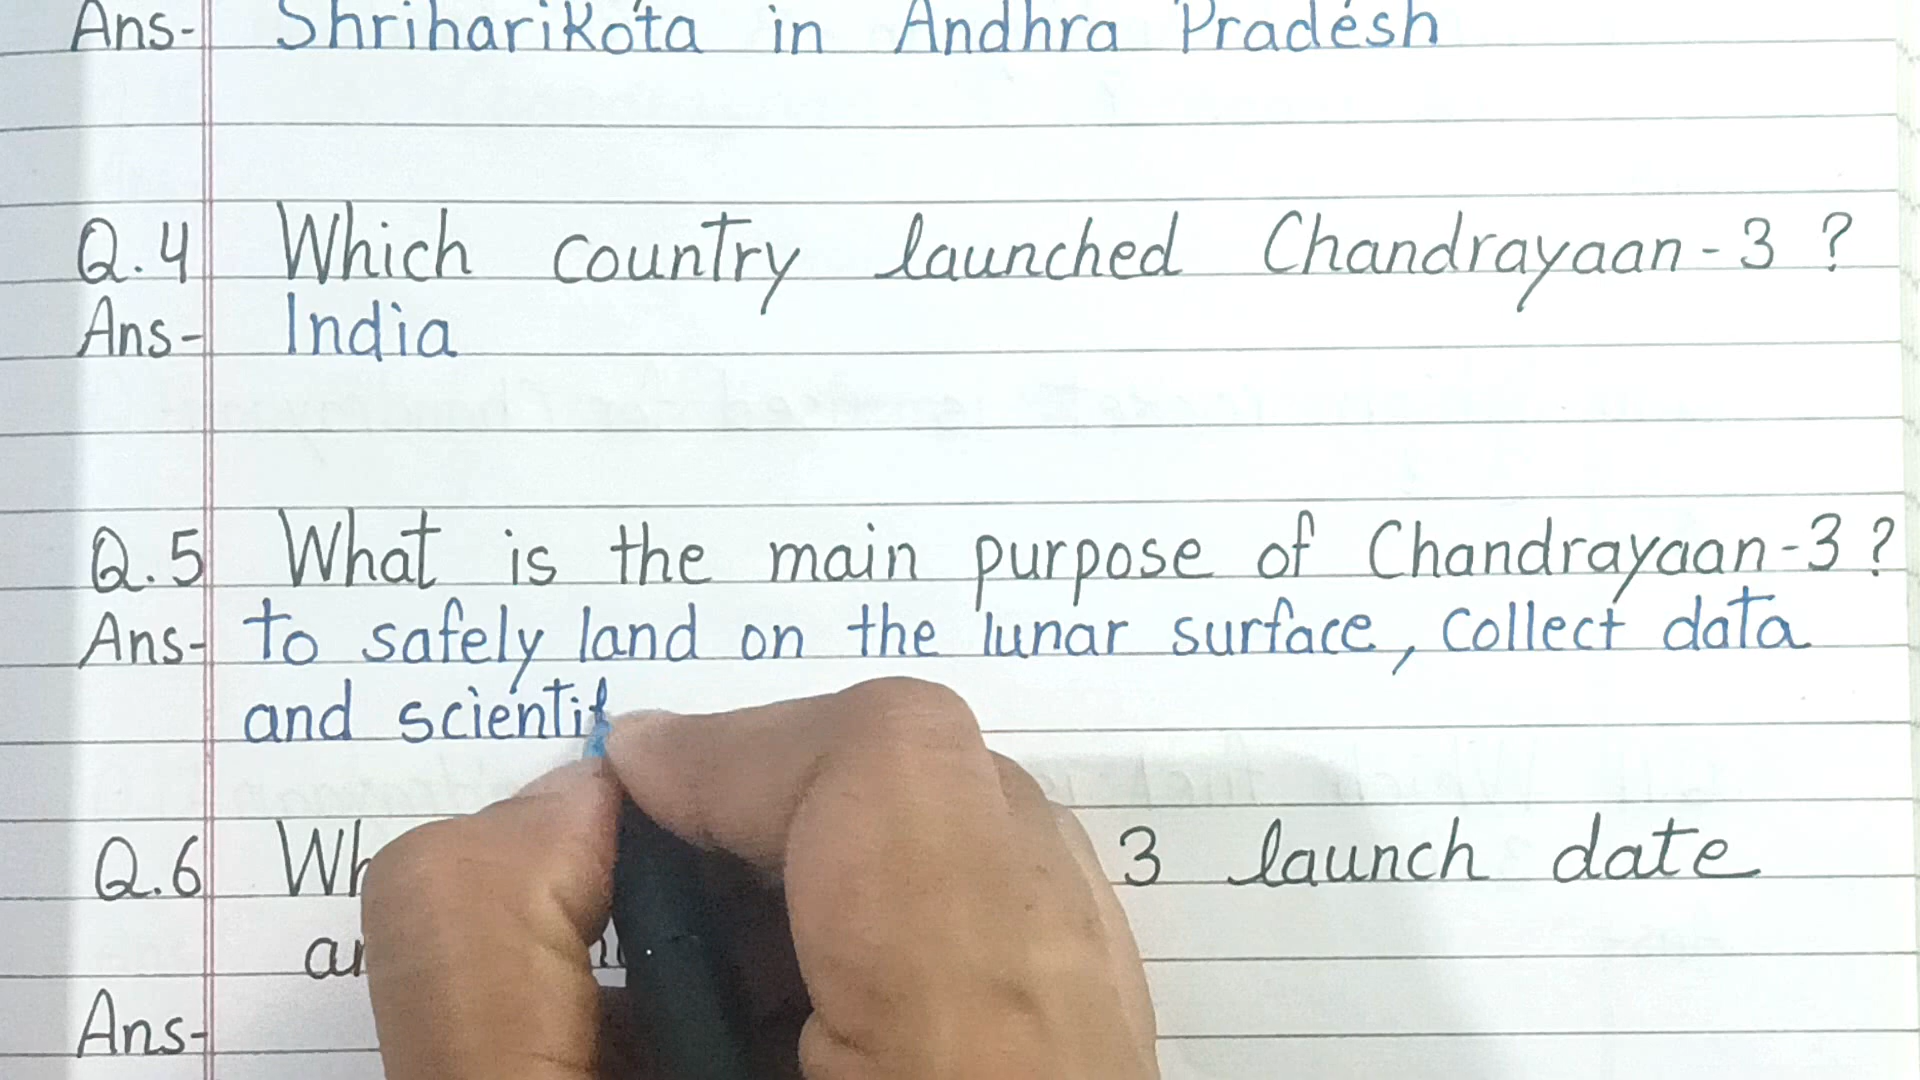 Ans- Shriharikota in Andhra Pradesh
Q.4 Which country launched Chandrayaan-3 ?
Ans- India
Q.5 What is the main purpose of Chandrayaan-3 ?
Ans- to safely land on the lunar surface, collect data
and
Q.6 3 launch date
Ans-